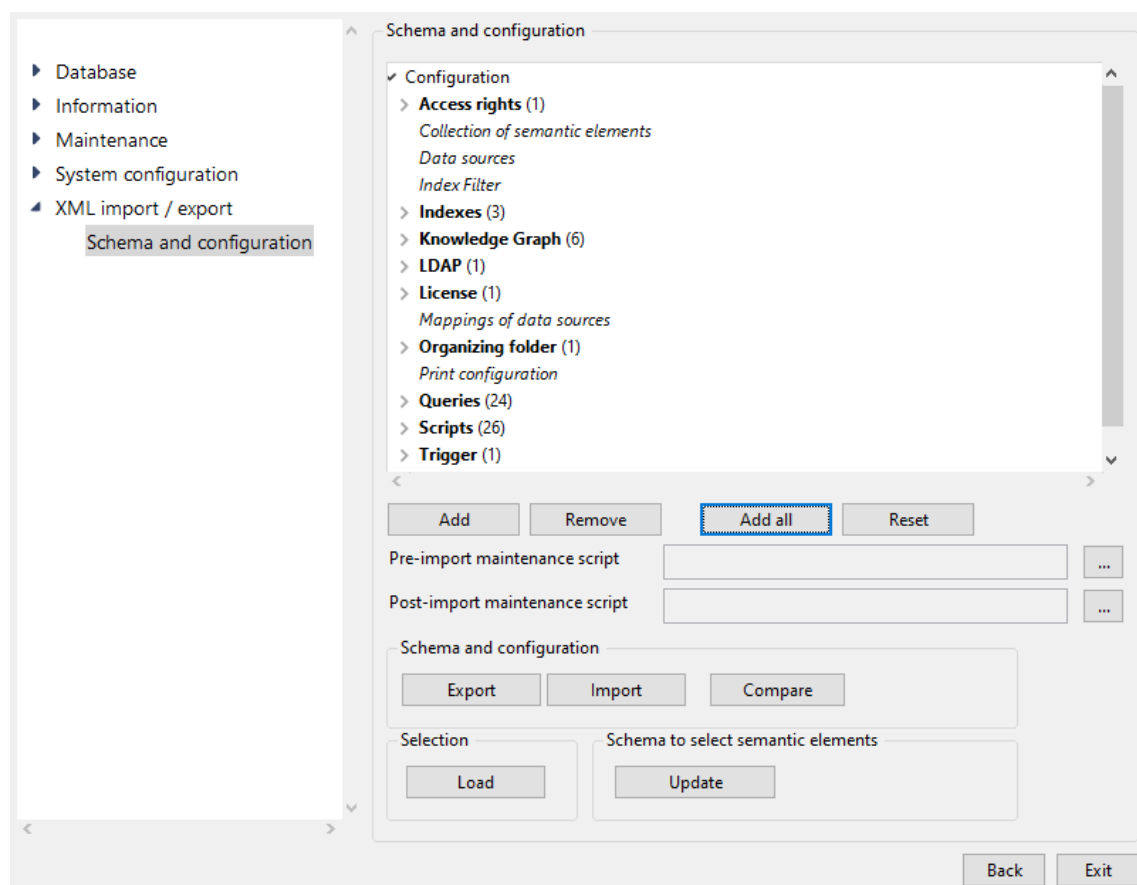 Database
Information
Maintenance
System configuration
XML import / export
Schema and configuration
Schema and configuration
Configuration
Access rights (1)
Collection of semantic elements
Data sources
Index Filter
Indexes (3)
Knowledge Graph (6)
LDAP (1)
License (1)
Mappings of data sources
Organizing folder (1)
Print configuration
Queries (24)
Scripts (26)
Trigger (1)
Add Remove Add all Reset
Pre-import maintenance script ...
Post-import maintenance script ...
Schema and configuration
Export Import Compare
Selection Schema to select semantic elements
Load Update
Back Exit